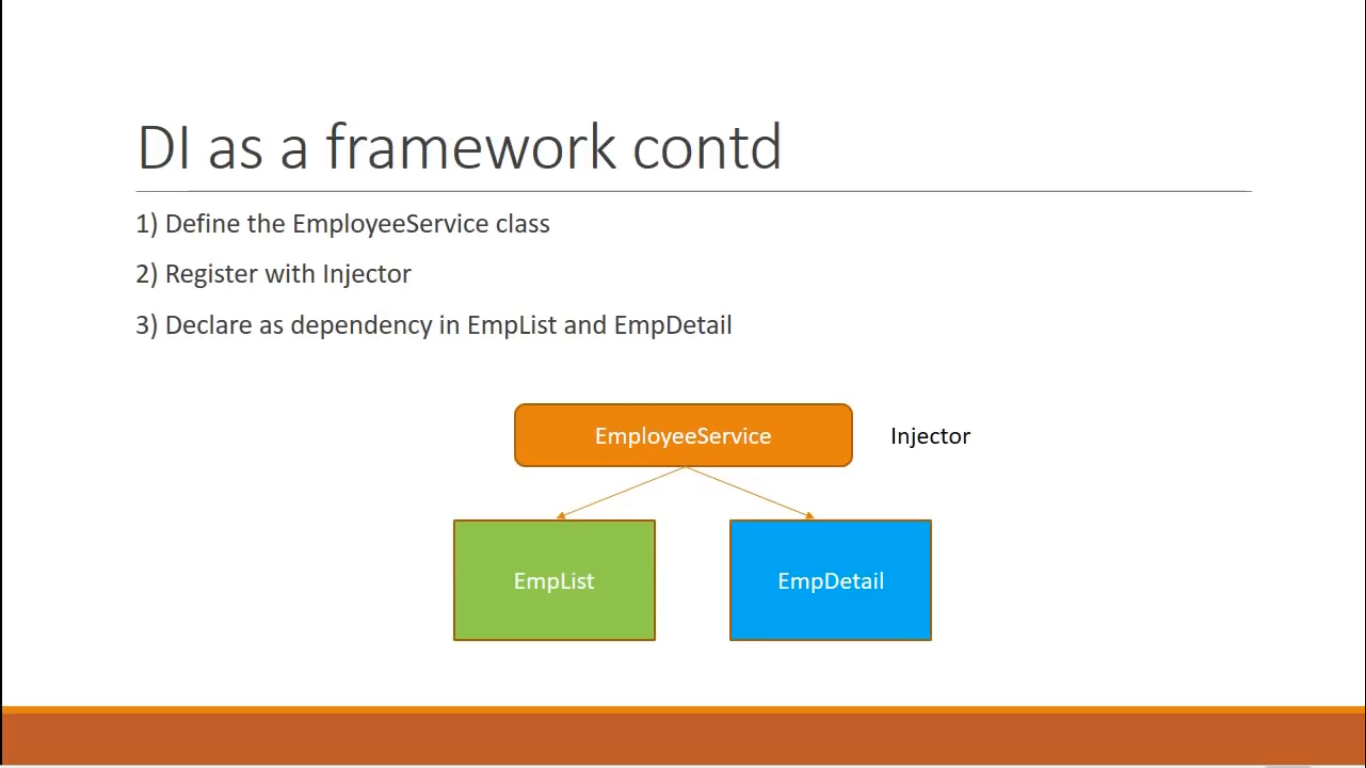 DI as a framework contd
1) Define the EmployeeService class
2) Register with Injector
3) Declare as dependency in EmpList and EmpDetail
EmployeeService
Injector
EmpList
EmpDetail